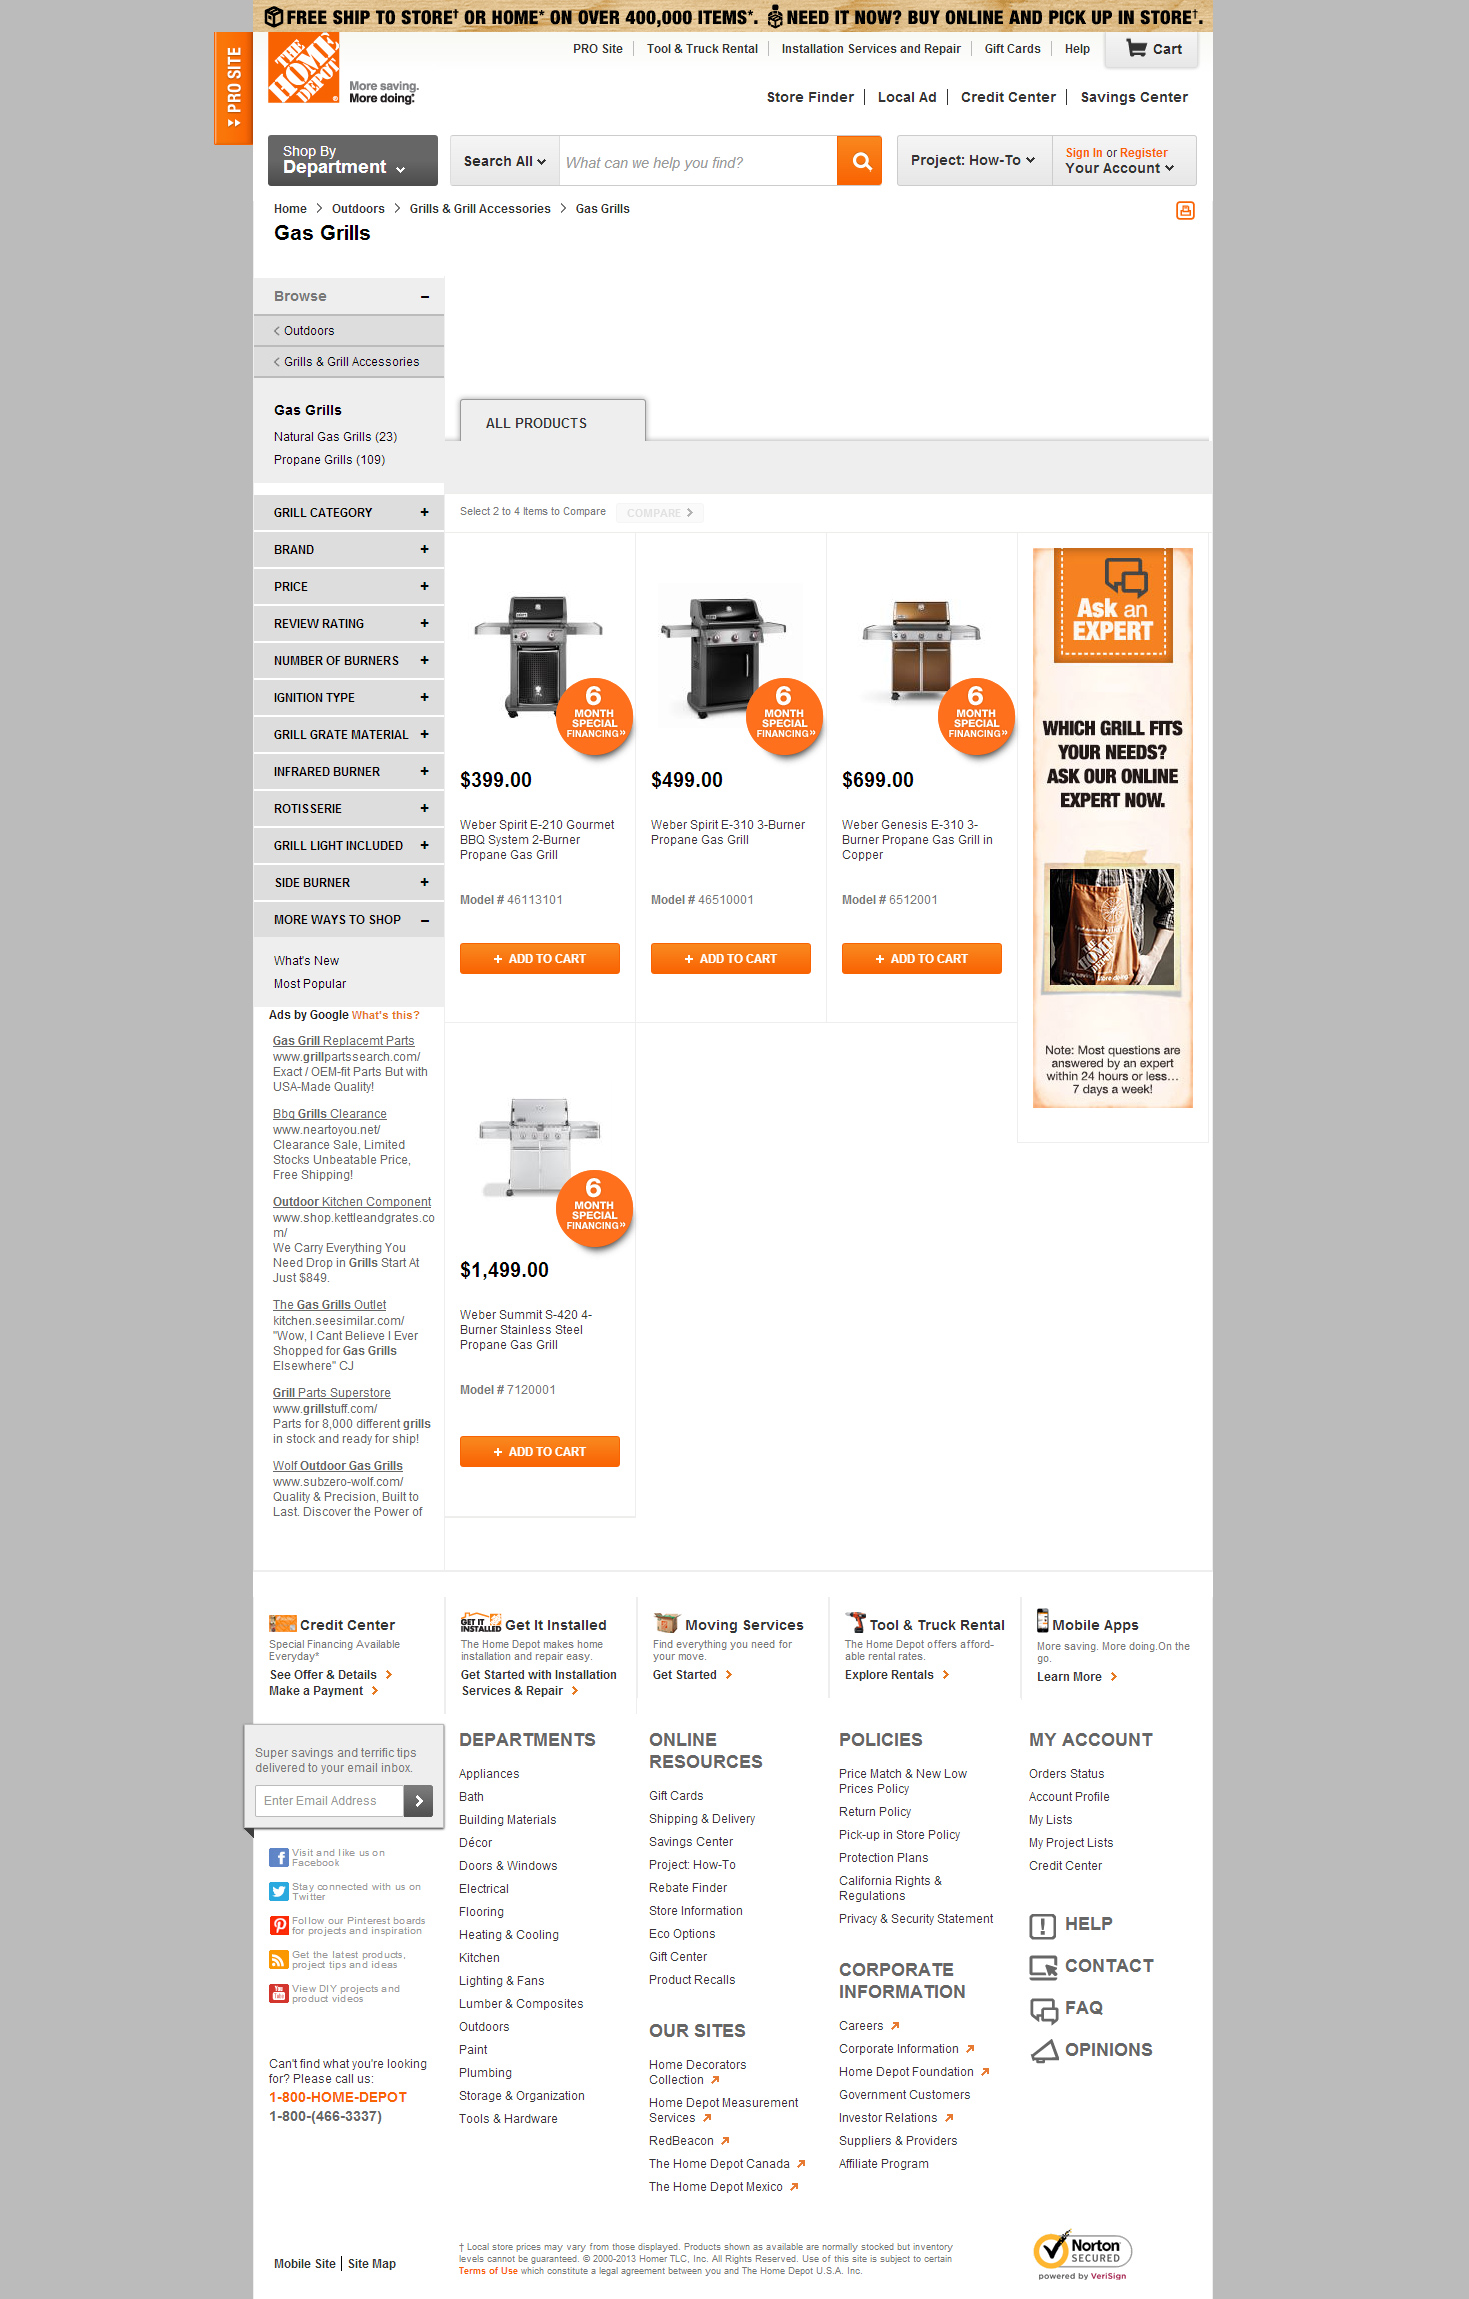 FREE SHIP TO STORE† OR HOME* ON OVER 400,000 ITEMS*. NEED IT NOW? BUY ONLINE AND PICK UP IN STORE†.
PRO SITE
THE HOME DEPOT
More saving.
More doing.
PRO Site
Tool & Truck Rental
Installation Services and Repair
Gift Cards
Help
Cart
Store Finder
Local Ad
Credit Center
Savings Center
Shop By
Department
Search All
What can we help you find?
Project: How-To
Sign In or Register
Your Account
Home > Outdoors > Grills & Grill Accessories > Gas Grills
Gas Grills
Browse
Outdoors
Grills & Grill Accessories
Gas Grills
Natural Gas Grills (23)
Propane Grills (109)
GRILL CATEGORY +
BRAND +
PRICE +
REVIEW RATING +
NUMBER OF BURNERS +
IGNITION TYPE +
GRILL GRATE MATERIAL +
INFRARED BURNER +
ROTISSERIE +
GRILL LIGHT INCLUDED +
SIDE BURNER +
MORE WAYS TO SHOP –
What's New
Most Popular
Ads by Google What's this?
Gas Grill Replacemt Parts
www.grillpartssearch.com/
Exact / OEM-fit Parts But with
USA-Made Quality!
Bbq Grills Clearance
www.neartoyou.net/
Clearance Sale, Limited
Stocks Unbeatable Price,
Free Shipping!
Outdoor Kitchen Component
www.shop.kettleandgrates.co
m/
We Carry Everything You
Need Drop in Grills Start At
Just $849.
The Gas Grills Outlet
kitchen.seesimilar.com/
"Wow, I Cant Believe I Ever
Shopped for Gas Grills
Elsewhere" CJ
Grill Parts Superstore
www.grillstuff.com/
Parts for 8,000 different grills
in stock and ready for ship!
Wolf Outdoor Gas Grills
www.subzero-wolf.com/
Quality & Precision, Built to
Last. Discover the Power of
ALL PRODUCTS
Select 2 to 4 Items to Compare
COMPARE
6
MONTH
SPECIAL
FINANCING»
$399.00
Weber Spirit E-210 Gourmet
BBQ System 2-Burner
Propane Gas Grill
Model # 46113101
+ ADD TO CART
6
MONTH
SPECIAL
FINANCING»
$499.00
Weber Spirit E-310 3-Burner
Propane Gas Grill
Model # 46510001
+ ADD TO CART
6
MONTH
SPECIAL
FINANCING»
$699.00
Weber Genesis E-310 3-
Burner Propane Gas Grill in
Copper
Model # 6512001
+ ADD TO CART
6
MONTH
SPECIAL
FINANCING»
$1,499.00
Weber Summit S-420 4-
Burner Stainless Steel
Propane Gas Grill
Model # 7120001
+ ADD TO CART
Ask an
EXPERT
WHICH GRILL FITS
YOUR NEEDS?
ASK OUR ONLINE
EXPERT NOW.
THE HOME DEPOT
Note: Most questions are
answered by an expert
within 24 hours or less...
7 days a week!
Credit Center
Special Financing Available
Everyday*
See Offer & Details
Make a Payment
GET IT
INSTALLED
Get It Installed
The Home Depot makes home
installation and repair easy.
Get Started with Installation
Services & Repair
Moving Services
Find everything you need for
your move.
Get Started
Tool & Truck Rental
The Home Depot offers afford-
able rental rates.
Explore Rentals
Mobile Apps
More saving. More doing.On the
go.
Learn More
Super savings and terrific tips
delivered to your email inbox.
Enter Email Address
Visit and like us on
Facebook
Stay connected with us on
Twitter
Follow our Pinterest boards
for projects and inspiration
Get the latest products,
project tips and ideas
View DIY projects and
product videos
Can't find what you're looking
for? Please call us:
1-800-HOME-DEPOT
1-800-(466-3337)
DEPARTMENTS
Appliances
Bath
Building Materials
Décor
Doors & Windows
Electrical
Flooring
Heating & Cooling
Kitchen
Lighting & Fans
Lumber & Composites
Outdoors
Paint
Plumbing
Storage & Organization
Tools & Hardware
ONLINE
RESOURCES
Gift Cards
Shipping & Delivery
Savings Center
Project: How-To
Rebate Finder
Store Information
Eco Options
Gift Center
Product Recalls
OUR SITES
Home Decorators
Collection
Home Depot Measurement
Services
RedBeacon
The Home Depot Canada
The Home Depot Mexico
POLICIES
Price Match & New Low
Prices Policy
Return Policy
Pick-up in Store Policy
Protection Plans
California Rights &
Regulations
Privacy & Security Statement
CORPORATE
INFORMATION
Careers
Corporate Information
Home Depot Foundation
Government Customers
Investor Relations
Suppliers & Providers
Affiliate Program
MY ACCOUNT
Orders Status
Account Profile
My Lists
My Project Lists
Credit Center
HELP
CONTACT
FAQ
OPINIONS
Mobile Site | Site Map
† Local store prices may vary from those displayed. Products shown as available are normally stocked but inventory
levels cannot be guaranteed. © 2000-2013 Homer TLC, Inc. All Rights Reserved. Use of this site is subject to certain
Terms of Use which constitute a legal agreement between you and The Home Depot U.S.A. Inc.
Norton
SECURED
powered by VeriSign